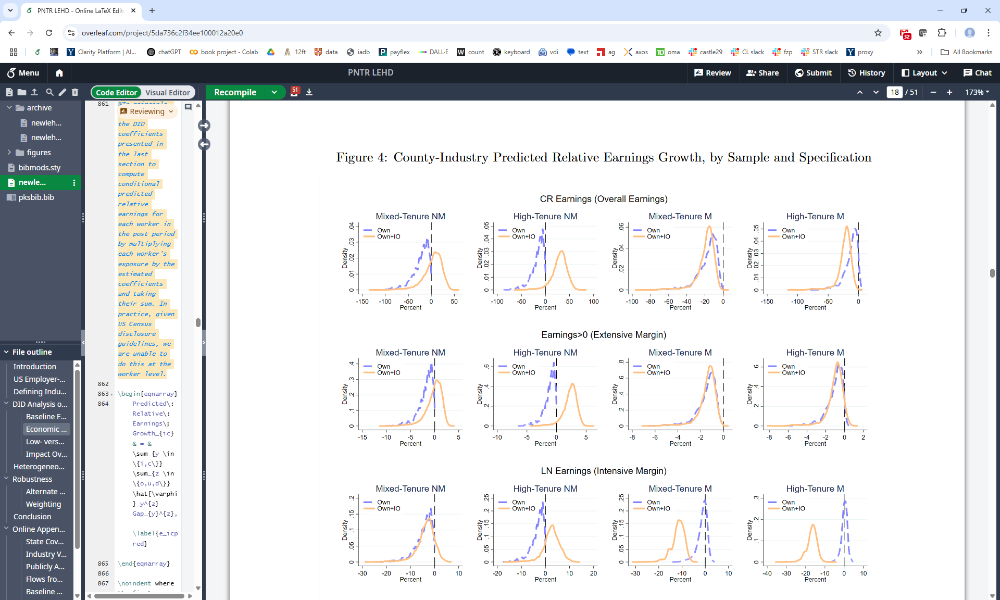 PNTR LEHD - Online LaTeX Edit
overleaf.com/project/5da736c2f34ee100012a20e0
32
Clarity Platform | Al...
chatGPT
book project - Colab
12ft
data
iadb
payflex
DALL·E
count
keyboard
vdi
text
ag
axos
oma
castle29
CL slack
fzp
STR slack
proxy
All Bookmarks
Menu
PNTR LEHD
Review
Share
Submit
History
Layout
Chat
Code Editor
Visual Editor
Recompile
51
18 / 51
173%
archive
newleh...
newleh...
figures
bibmods.sty
newle...
pksbib.bib
File outline
Introduction
US Employer-...
Defining Indu...
DID Analysis o...
Baseline E...
Economic ...
Low- vers...
Impact Ov...
Heterogeneo...
Robustness
Alternate ...
Weighting
Conclusion
Online Appen...
State Cov...
Industry V...
Publicly A...
Flows fro...
Baseline ...
861
%In principle
Reviewing
the DID
coefficients
presented in
the last
section to
compute
conditional
predicted
relative
earnings for
each worker in
the post period
by multiplying
each worker's
exposure by the
estimated
coefficients
and taking
their sum. In
practice, given
US Census
disclosure
guidelines, we
are unable to
do this at the
worker level.
862
863 \begin{eqnarray}
864 Predicted\:
Relative\:
Earnings\;
Growth_{ic}
& = &
\sum_{y \in
\{i,c\}}
\sum_{z \in
\{o,u,d\}}
\hat{\varphi
}_y^{z}
Gap_{y}^{z},
\label{e_icp
red}
865 \end{eqnarray}
866
867 \noindent where
Figure 4: County-Industry Predicted Relative Earnings Growth, by Sample and Specification
CR Earnings (Overall Earnings)
Mixed-Tenure NM
Own
Own+IO
Density
0 .01 .02 .03 .04
-150 -100 -50 0 50
Percent
High-Tenure NM
Own
Own+IO
Density
0 .01 .02 .03 .04 .05
-100 -50 0 50 100
Percent
Mixed-Tenure M
Own
Own+IO
Density
0 .02 .04 .06
-100 -80 -60 -40 -20 0
Percent
High-Tenure M
Own
Own+IO
Density
0 .01 .02 .03 .04 .05
-150 -100 -50 0
Percent
Earnings>0 (Extensive Margin)
Mixed-Tenure NM
Own
Own+IO
Density
0 .1 .2 .3 .4
-15 -10 -5 0 5
Percent
High-Tenure NM
Own
Own+IO
Density
0 .2 .4 .6
-10 -5 0 5
Percent
Mixed-Tenure M
Own
Own+IO
Density
0 .2 .4 .6 .8
-8 -6 -4 -2 0
Percent
High-Tenure M
Own
Own+IO
Density
0 .2 .4 .6
-8 -6 -4 -2 0 2
Percent
LN Earnings (Intensive Margin)
Mixed-Tenure NM
Own
Own+IO
Density
0 .05 .1 .15 .2
-30 -20 -10 0 10
Percent
High-Tenure NM
Own
Own+IO
Density
0 .05 .1 .15 .2 .25
-20 -10 0 10 20
Percent
Mixed-Tenure M
Own
Own+IO
Density
0 .05 .1 .15 .2 .25
-30 -20 -10 0 10
Percent
High-Tenure M
Own
Own+IO
Density
0 .1 .2 .3
-40 -30 -20 -10 0 10
Percent